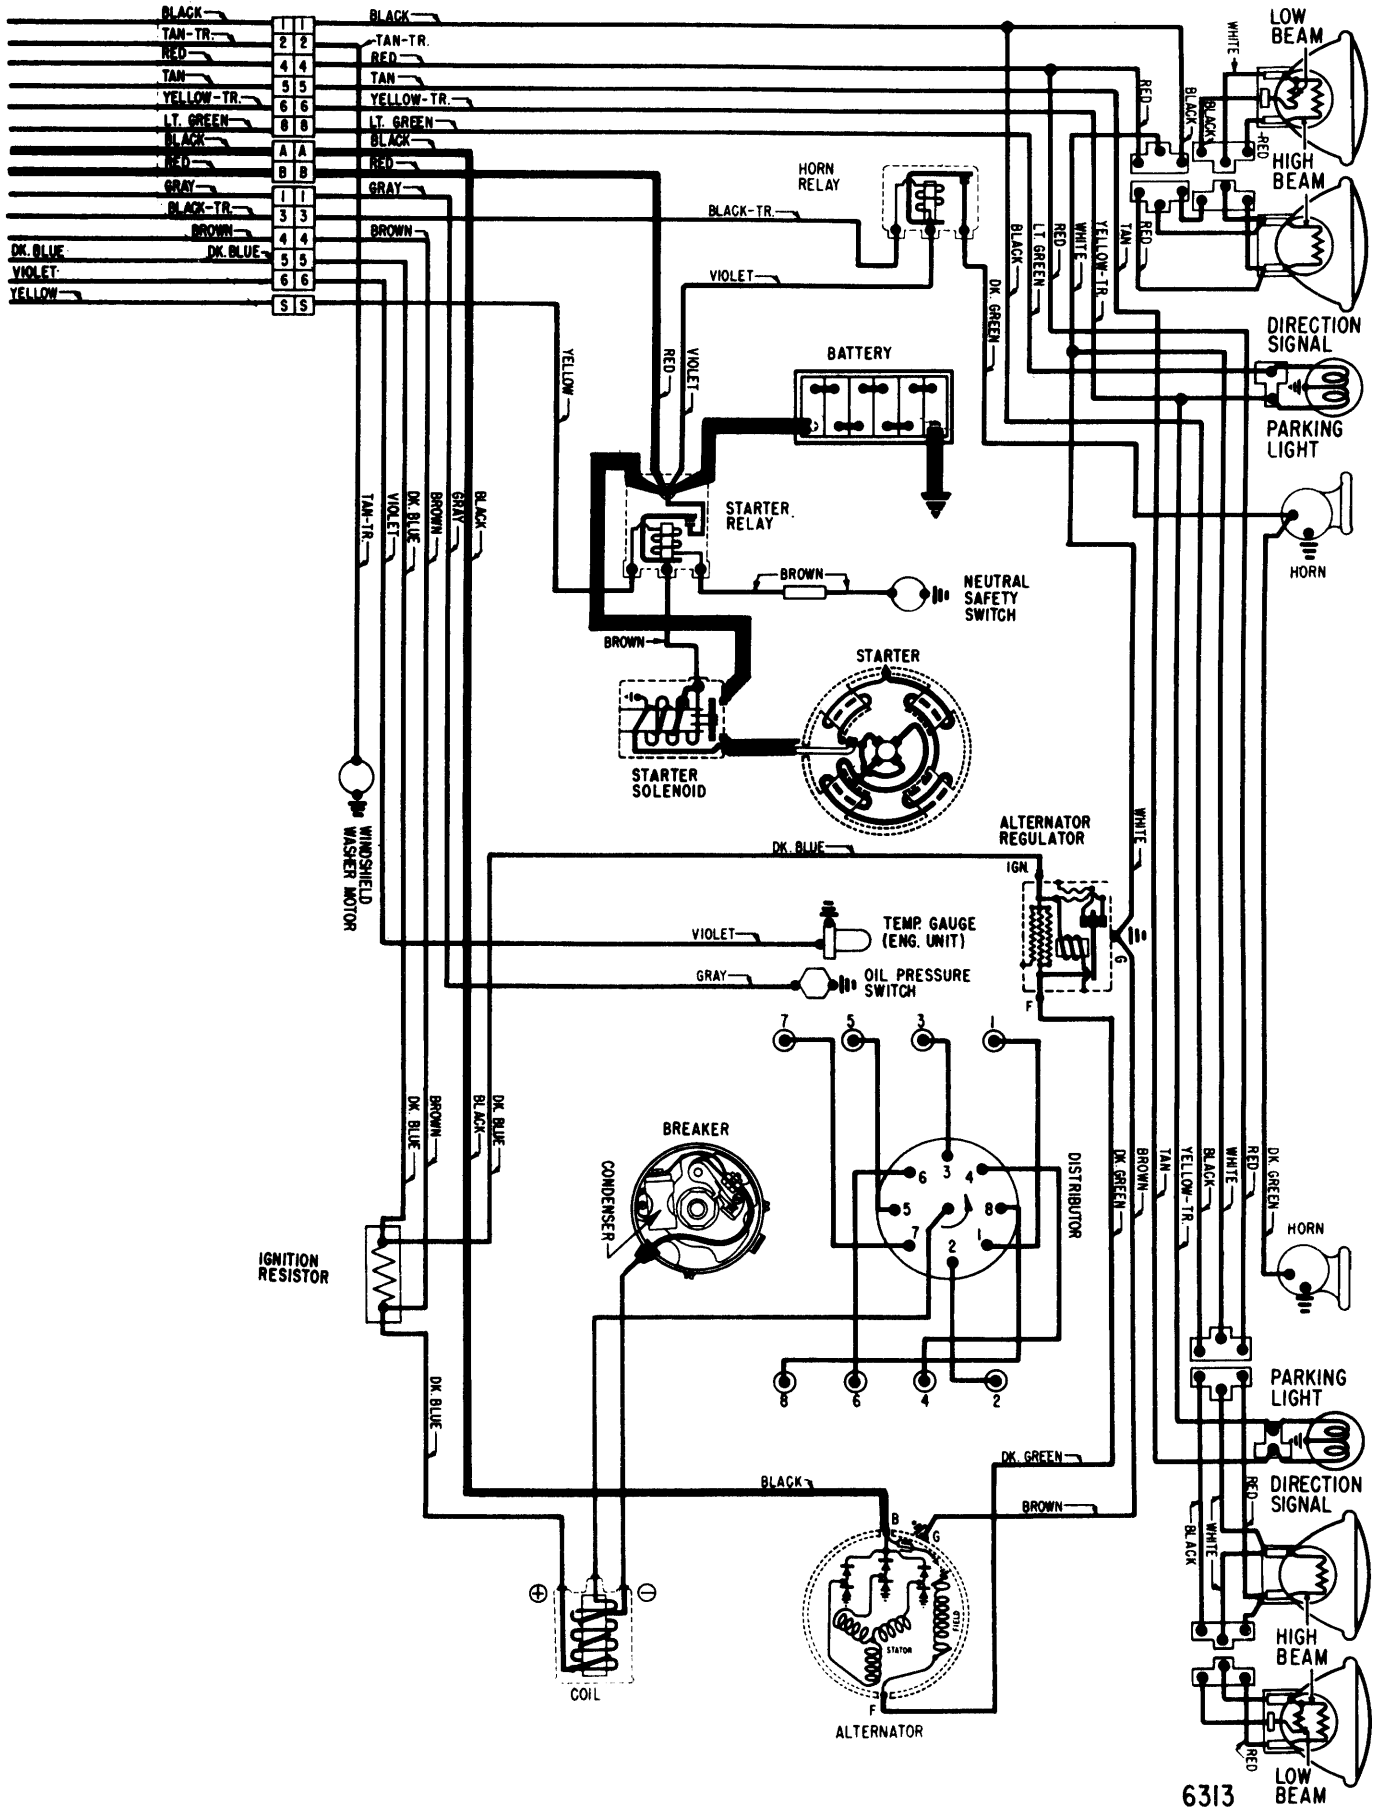 BLACK
TAN-TR.
RED
TAN
YELLOW-TR.
LT. GREEN
BLACK
RED
GRAY
BLACK-TR.
BROWN
DK. BLUE DK. BLUE
VIOLET
YELLOW
1 1
2 2
4 4
5 5
6 6
8 8
A A
B B
1 1
3 3
4 4
5 5
6 6
S S
BLACK
TAN-TR.
RED
TAN
YELLOW-TR.
LT. GREEN
BLACK
RED
GRAY
BROWN
BLACK-TR.
VIOLET
HORN
RELAY
WHITE
LOW
BEAM
RED
BLACK
BLACK
RED
HIGH
BEAM
BLACK
LT. GREEN
RED
WHITE
YELLOW-TR.
TAN
RED
DK. GREEN
DIRECTION
SIGNAL
PARKING
LIGHT
YELLOW
RED
VIOLET
BATTERY
STARTER
RELAY
BROWN
NEUTRAL
SAFETY
SWITCH
HORN
TAN-TR.
VIOLET
DK. BLUE
BROWN
GRAY
BLACK
BROWN
STARTER
STARTER
SOLENOID
WINDSHIELD
WASHER MOTOR
DK. BLUE
ALTERNATOR
REGULATOR
IGN.
WHITE
G
F
VIOLET
TEMP. GAUGE
(ENG. UNIT)
GRAY
OIL PRESSURE
SWITCH
7 5 3 1
DK. BLUE
BROWN
BLACK
DK. BLUE
BREAKER
CONDENSER
6 3 4
5 8
7 2 1
DISTRIBUTOR
DK. GREEN
BROWN
TAN
YELLOW-TR.
BLACK
WHITE
RED
DK. GREEN
HORN
IGNITION
RESISTOR
8 6 4 2
DK. BLUE
PARKING
LIGHT
DIRECTION
SIGNAL
DK. GREEN
BLACK
BROWN
B G
FIELD
STATOR
F
ALTERNATOR
+ −
COIL
RED
BLACK
WHITE
HIGH
BEAM
RED
LOW
BEAM
6313